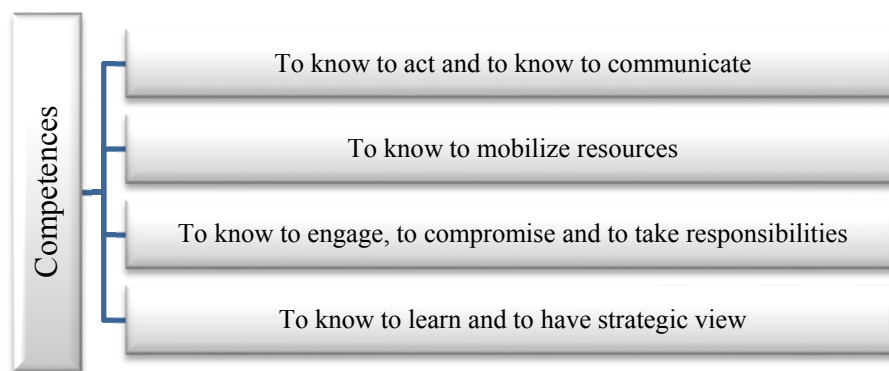 Competences
To know to act and to know to communicate
To know to mobilize resources
To know to engage, to compromise and to take responsibilities
To know to learn and to have strategic view